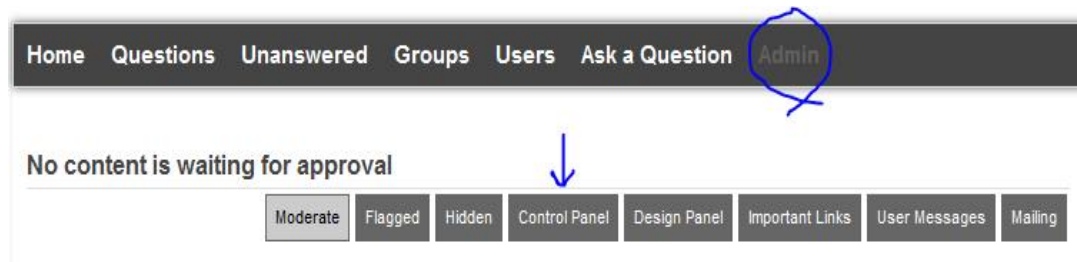 Home Questions Unanswered Groups Users Ask a Question Admin
No content is waiting for approval
Moderate Flagged Hidden Control Panel Design Panel Important Links User Messages Mailing